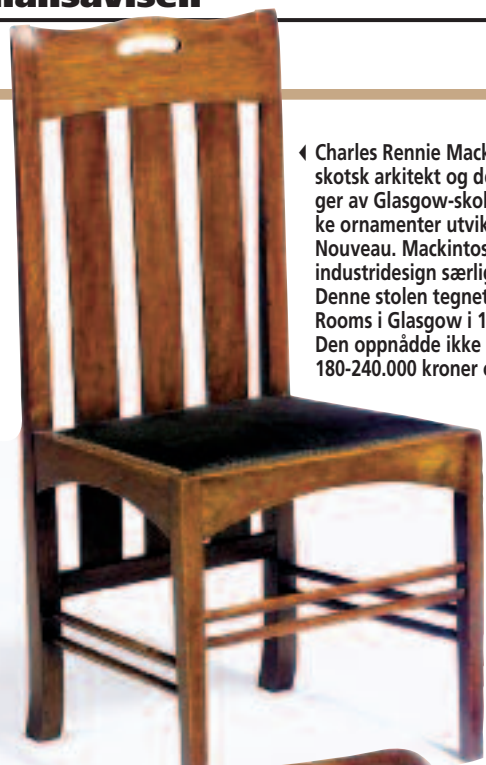 Charles Rennie Mack
skotsk arkitekt og de
ger av Glasgow-skol
ke ornamenter utvik
Nouveau. Mackintos
industridesign særlig
Denne stolen tegnet
Rooms i Glasgow i 1
Den oppnådde ikke
180-240.000 kroner